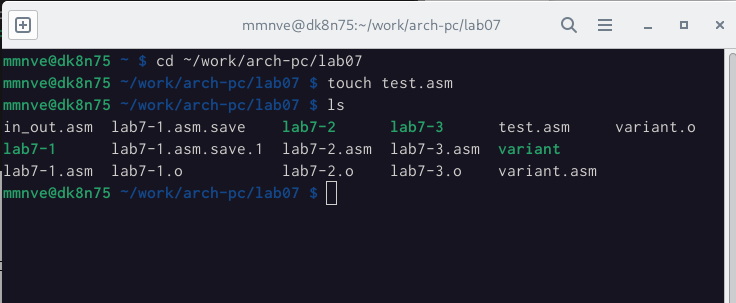 mmnve@dk8n75:~/work/arch-pc/lab07
mmnve@dk8n75 ~ $ cd ~/work/arch-pc/lab07
mmnve@dk8n75 ~/work/arch-pc/lab07 $ touch test.asm
mmnve@dk8n75 ~/work/arch-pc/lab07 $ ls
in_out.asm  lab7-1.asm.save    lab7-2      lab7-3      test.asm     variant.o
lab7-1      lab7-1.asm.save.1  lab7-2.asm  lab7-3.asm  variant
lab7-1.asm  lab7-1.o           lab7-2.o    lab7-3.o    variant.asm
mmnve@dk8n75 ~/work/arch-pc/lab07 $